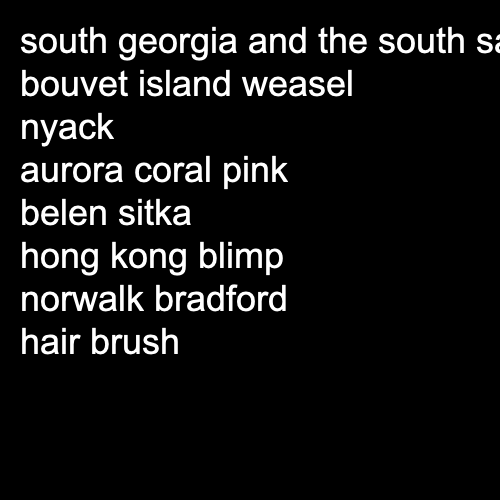 south georgia and the south
bouvet island weasel
nyack
aurora coral pink
belen sitka
hong kong blimp
norwalk bradford
hair brush